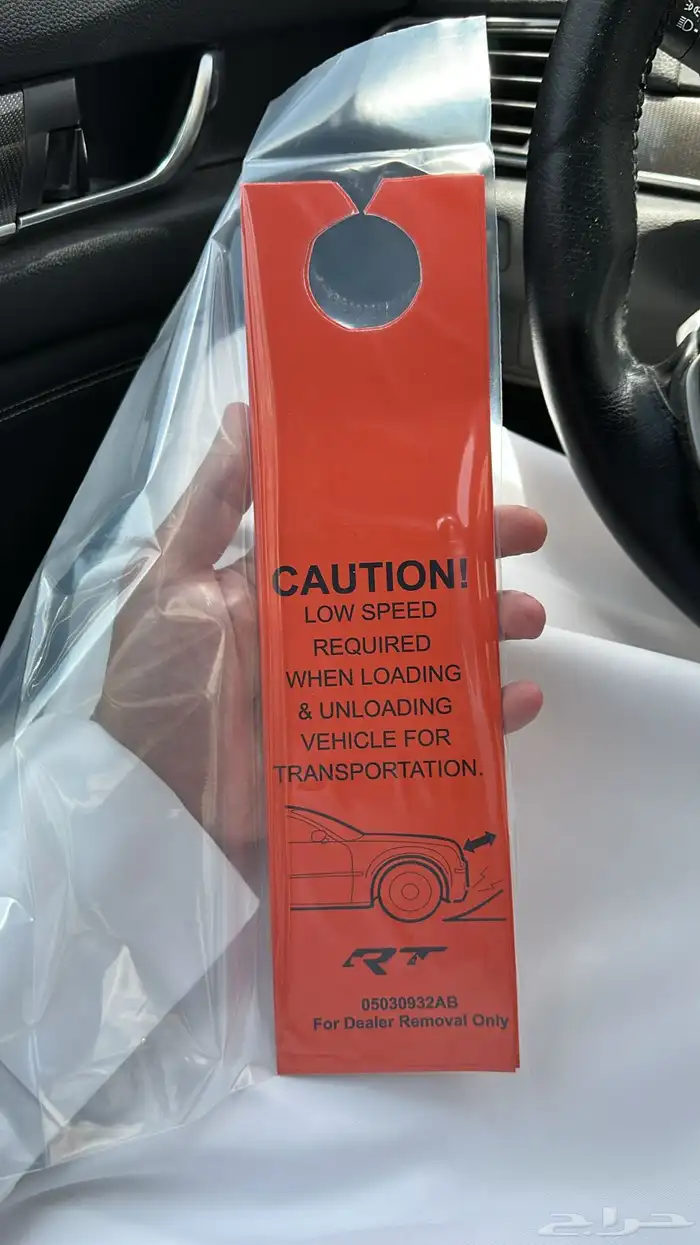 CAUTION!
LOW SPEED
REQUIRED
WHEN LOADING
& UNLOADING
VEHICLE FOR
TRANSPORTATION.
RT
05030932AB
For Dealer Removal Only
حراج